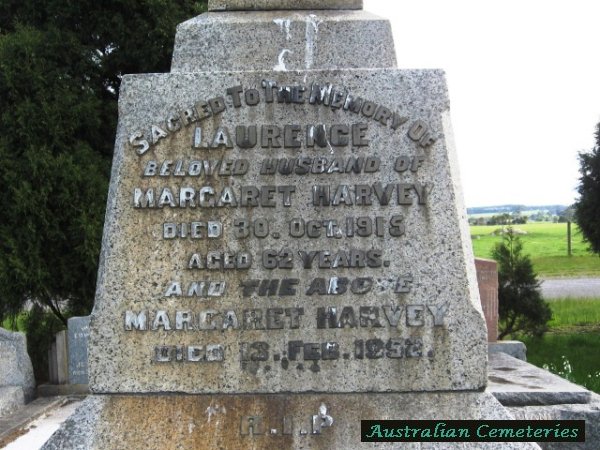 SACRED TO THE MEMORY OF
LAURENCE
BELOVED HUSBAND OF
MARGARET HARVEY
DIED 30. OCT. 1915
AGED 62 YEARS.
AND THE ABOVE
MARGARET HARVEY
DIED 13. FEB. 1952.
R.I.P
Australian Cemeteries